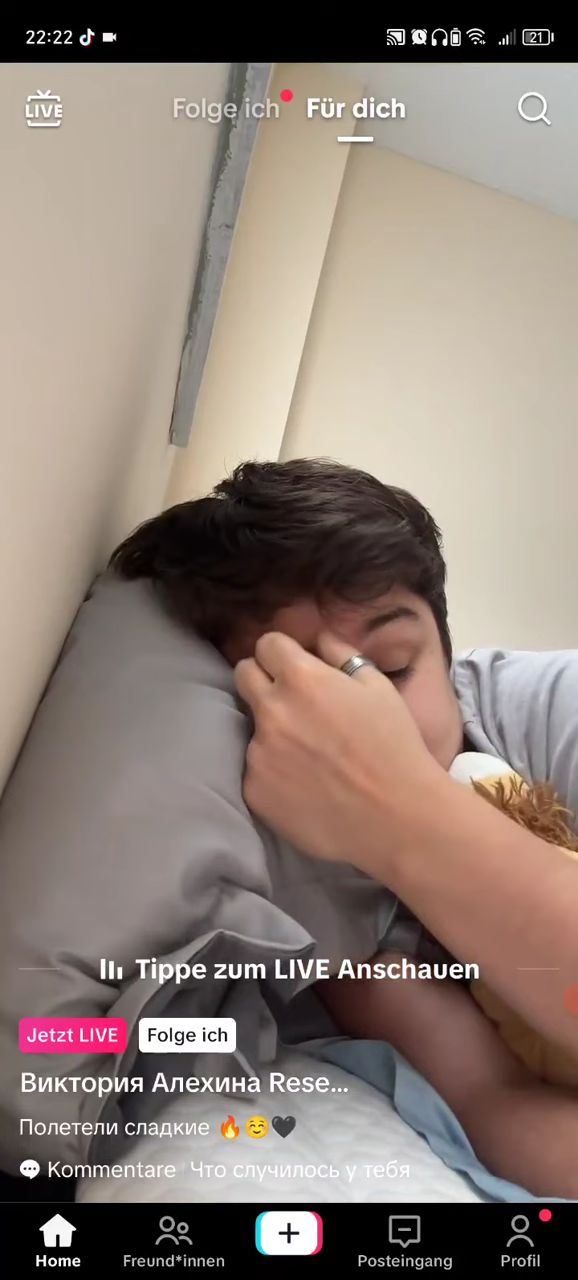 22:22
21
LIVE
Folge ich
Für dich
Tippe zum LIVE Anschauen
Jetzt LIVE
Folge ich
Виктория Алехина Rese...
Полетели сладкие 🔥☺️🖤
Kommentare Что случилось у тебя
Home
Freund*innen
Posteingang
Profil